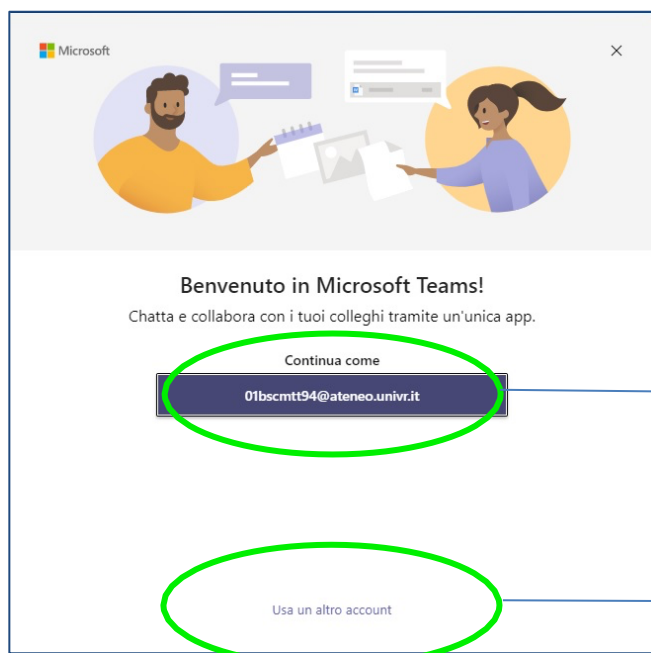 Microsoft
Benvenuto in Microsoft Teams!
Chatta e collabora con i tuoi colleghi tramite un'unica app.
Continua come
01bscmtt94@ateneo.univr.it
Usa un altro account